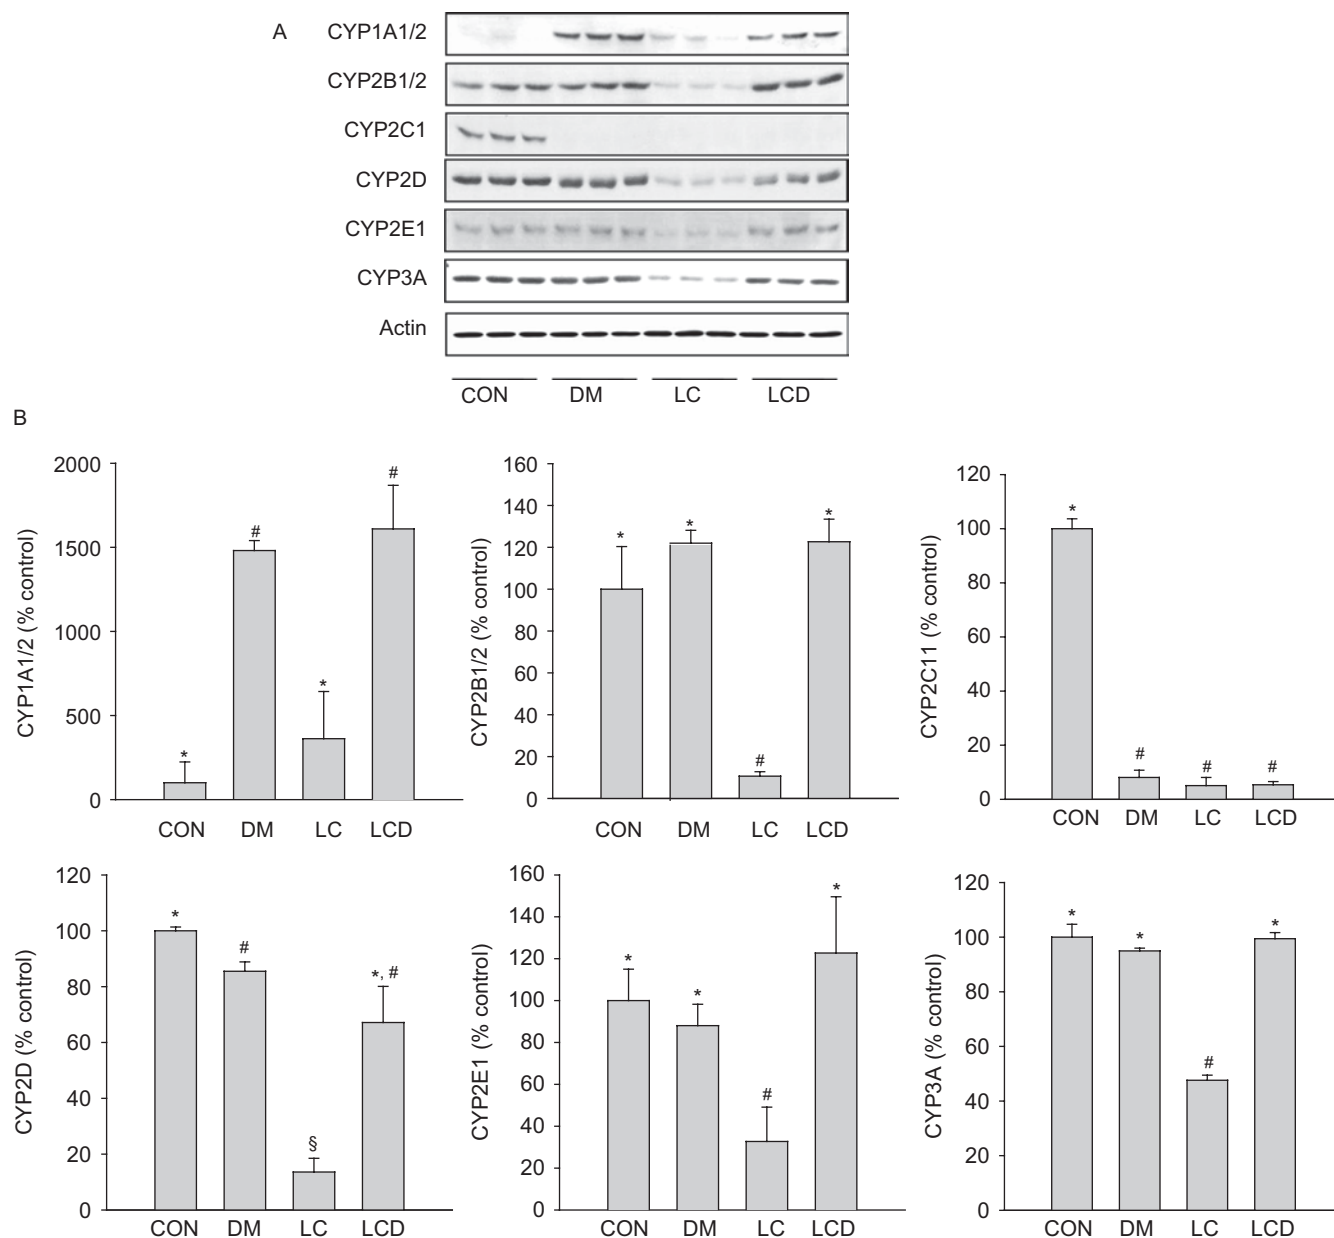 A
CYP1A1/2
CYP2B1/2
CYP2C1
CYP2D
CYP2E1
CYP3A
Actin
CON DM LC LCD
B
CYP1A1/2 (% control)
2000
1500
1000
500
0
* # * #
CON DM LC LCD
CYP2B1/2 (% control)
160
140
120
100
80
60
40
20
0
* * # *
CON DM LC LCD
CYP2C11 (% control)
120
100
80
60
40
20
0
* # # #
CON DM LC LCD
CYP2D (% control)
120
100
80
60
40
20
0
* # § *, #
CON DM LC LCD
CYP2E1 (% control)
160
140
120
100
80
60
40
20
0
* * # *
CON DM LC LCD
CYP3A (% control)
120
100
80
60
40
20
0
* * # *
CON DM LC LCD